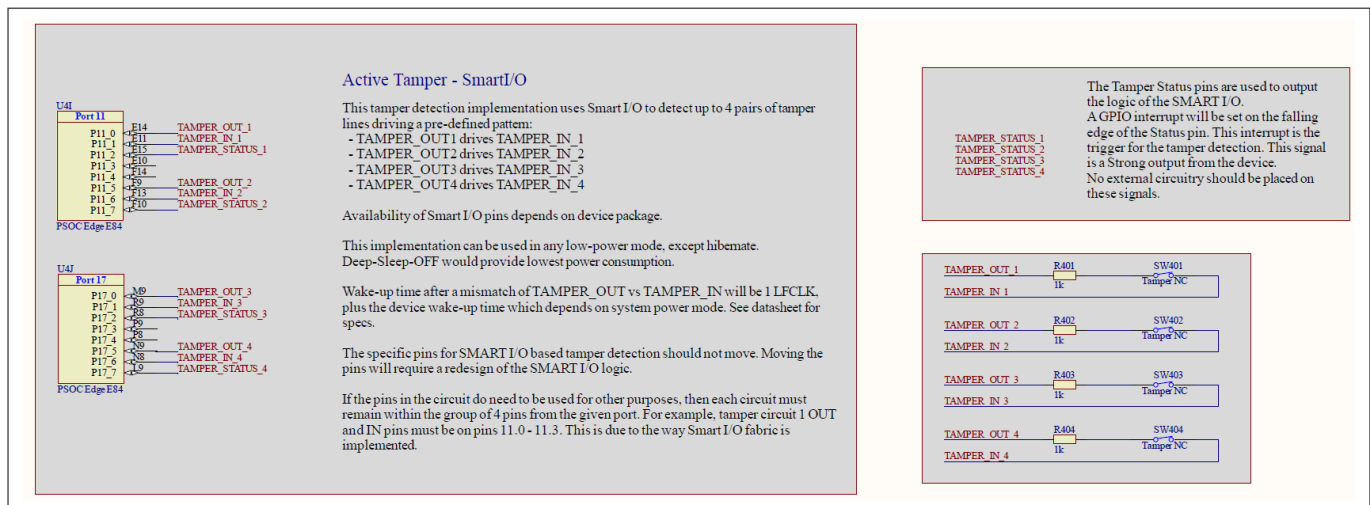 Active Tamper - SmartI/O
This tamper detection implementation uses Smart I/O to detect up to 4 pairs of tamper
lines driving a pre-defined pattern:
- TAMPER_OUT1 drives TAMPER_IN_1
- TAMPER_OUT2 drives TAMPER_IN_2
- TAMPER_OUT3 drives TAMPER_IN_3
- TAMPER_OUT4 drives TAMPER_IN_4
Availability of Smart I/O pins depends on device package.
This implementation can be used in any low-power mode, except hibernate.
Deep-Sleep-OFF would provide lowest power consumption.
Wake-up time after a mismatch of TAMPER_OUT vs TAMPER_IN will be 1 LFCLK,
plus the device wake-up time which depends on system power mode. See datasheet for
specs.
The specific pins for SMART I/O based tamper detection should not move. Moving the
pins will require a redesign of the SMART I/O logic.
If the pins in the circuit do need to be used for other purposes, then each circuit must
remain within the group of 4 pins from the given port. For example, tamper circuit 1 OUT
and IN pins must be on pins 11.0 - 11.3. This is due to the way Smart I/O fabric is
implemented.
U4I
Port 11
P11_0 E14 TAMPER_OUT_1
P11_1 E11 TAMPER_IN_1
P11_2 E15 TAMPER_STATUS_1
P11_3 E10
P11_4 F14
P11_5 F9 TAMPER_OUT_2
P11_6 F13 TAMPER_IN_2
P11_7 F10 TAMPER_STATUS_2
PSOC Edge E84
U4J
Port 17
P17_0 M9 TAMPER_OUT_3
P17_1 R9 TAMPER_IN_3
P17_2 R8 TAMPER_STATUS_3
P17_3 P9
P17_4 P8
P17_5 N9 TAMPER_OUT_4
P17_6 N8 TAMPER_IN_4
P17_7 L9 TAMPER_STATUS_4
PSOC Edge E84
TAMPER_STATUS_1
TAMPER_STATUS_2
TAMPER_STATUS_3
TAMPER_STATUS_4
The Tamper Status pins are used to output
the logic of the SMART I/O.
A GPIO interrupt will be set on the falling
edge of the Status pin. This interrupt is the
trigger for the tamper detection. This signal
is a Strong output from the device.
No external circuitry should be placed on
these signals.
TAMPER_OUT_1 R401 1k SW401 Tamper NC
TAMPER_IN_1
TAMPER_OUT_2 R402 1k SW402 Tamper NC
TAMPER_IN_2
TAMPER_OUT_3 R403 1k SW403 Tamper NC
TAMPER_IN_3
TAMPER_OUT_4 R404 1k SW404 Tamper NC
TAMPER_IN_4